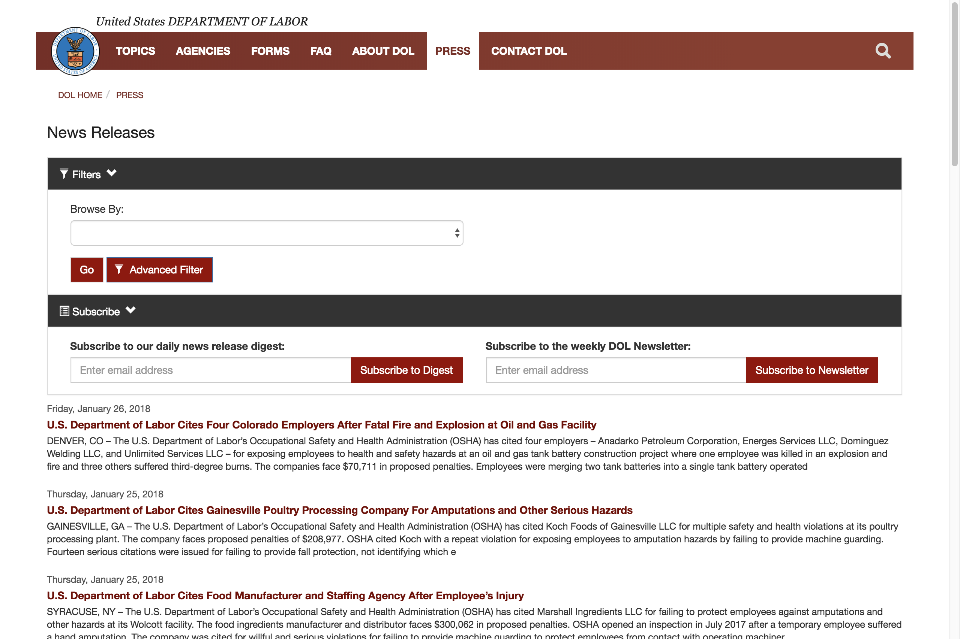 United States DEPARTMENT OF LABOR
TOPICS AGENCIES FORMS FAQ ABOUT DOL PRESS CONTACT DOL
DOL HOME / PRESS
News Releases
Filters
Browse By:
Go Advanced Filter
Subscribe
Subscribe to our daily news release digest: Subscribe to the weekly DOL Newsletter:
Enter email address Subscribe to Digest Enter email address Subscribe to Newsletter
Friday, January 26, 2018
U.S. Department of Labor Cites Four Colorado Employers After Fatal Fire and Explosion at Oil and Gas Facility
DENVER, CO – The U.S. Department of Labor's Occupational Safety and Health Administration (OSHA) has cited four employers – Anadarko Petroleum Corporation, Energes Services LLC, Dominguez
Welding LLC, and Unlimited Services LLC – for exposing employees to health and safety hazards at an oil and gas tank battery construction project where one employee was killed in an explosion and
fire and three others suffered third-degree burns. The companies face $70,711 in proposed penalties. Employees were merging two tank batteries into a single tank battery operated
Thursday, January 25, 2018
U.S. Department of Labor Cites Gainesville Poultry Processing Company For Amputations and Other Serious Hazards
GAINESVILLE, GA – The U.S. Department of Labor's Occupational Safety and Health Administration (OSHA) has cited Koch Foods of Gainesville LLC for multiple safety and health violations at its poultry
processing plant. The company faces proposed penalties of $208,977. OSHA cited Koch with a repeat violation for exposing employees to amputation hazards by failing to provide machine guarding.
Fourteen serious citations were issued for failing to provide fall protection, not identifying which e
Thursday, January 25, 2018
U.S. Department of Labor Cites Food Manufacturer and Staffing Agency After Employee's Injury
SYRACUSE, NY – The U.S. Department of Labor's Occupational Safety and Health Administration (OSHA) has cited Marshall Ingredients LLC for failing to protect employees against amputations and
other hazards at its Wolcott facility. The food ingredients manufacturer and distributor faces $300,062 in proposed penalties. OSHA opened an inspection in July 2017 after a temporary employee suffered
a hand amputation. The company was cited for willful and serious violations for failing to provide machine guarding to protect employees from contact with operating machinery